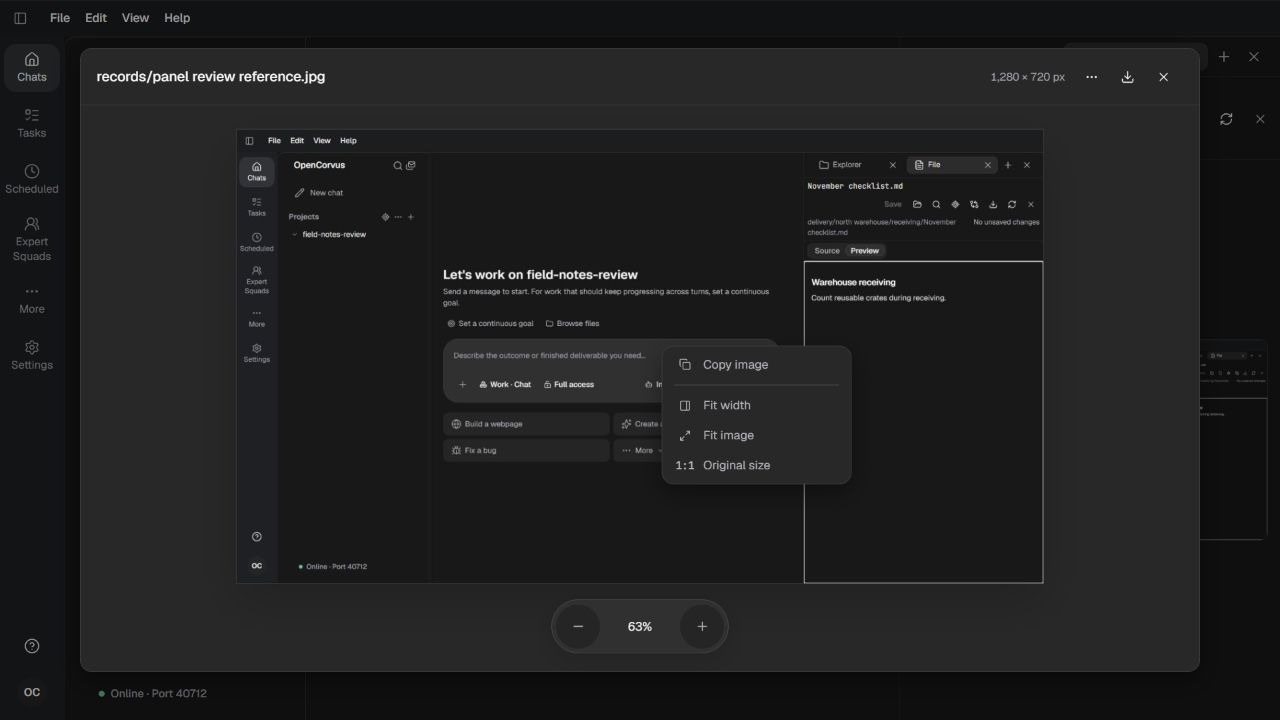 File Edit View Help
Chats
Tasks
Scheduled
Expert
Squads
More
Settings
OC
Online · Port 40712
records/panel review reference.jpg
1,280 × 720 px
File Edit View Help
Chats
Tasks
Scheduled
Expert
Squads
More
Settings
OC
OpenCorvus
New chat
Projects
field-notes-review
Online · Port 40712
Let's work on field-notes-review
Send a message to start. For work that should keep progressing across turns, set a continuous
goal.
Set a continuous goal Browse files
Describe the outcome or finished deliverable you need...
Work · Chat Full access
Build a webpage Create
Fix a bug More
Explorer File
November checklist.md
Save
delivery/north warehouse/receiving/November
checklist.md
No unsaved changes
Source Preview
Warehouse receiving
Count reusable crates during receiving.
Copy image
Fit width
Fit image
1:1 Original size
63%